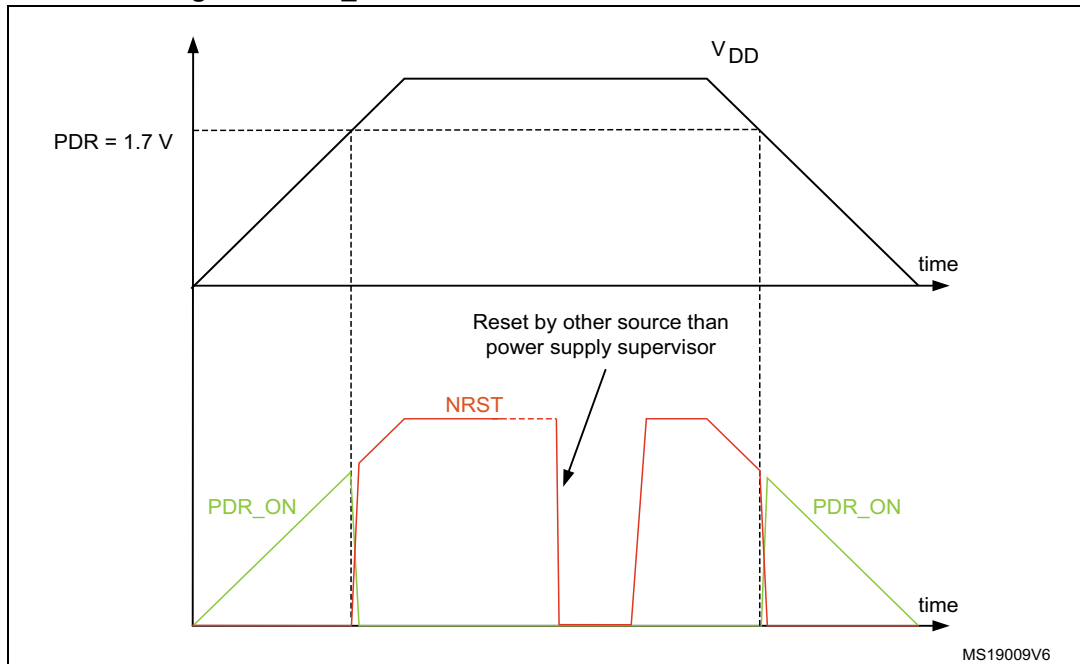 V DD
PDR = 1.7 V
time
Reset by other source than
power supply supervisor
NRST
PDR_ON
PDR_ON
time
MS19009V6